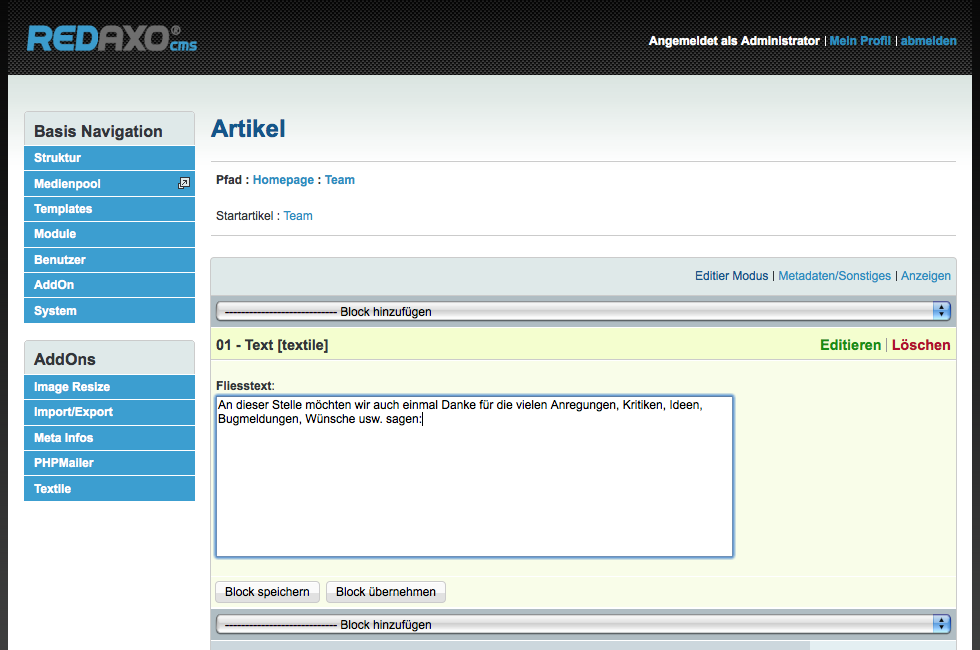 REDAXO® cms
Angemeldet als Administrator | Mein Profil | abmelden
Basis Navigation
Struktur
Medienpool
Templates
Module
Benutzer
AddOn
System
AddOns
Image Resize
Import/Export
Meta Infos
PHPMailer
Textile
Artikel
Pfad : Homepage : Team
Startartikel : Team
Editier Modus | Metadaten/Sonstiges | Anzeigen
---------------------------- Block hinzufügen
01 - Text [textile]
Editieren | Löschen
Fliesstext:
An dieser Stelle möchten wir auch einmal Danke für die vielen Anregungen, Kritiken, Ideen,
Bugmeldungen, Wünsche usw. sagen:
Block speichern
Block übernehmen
---------------------------- Block hinzufügen